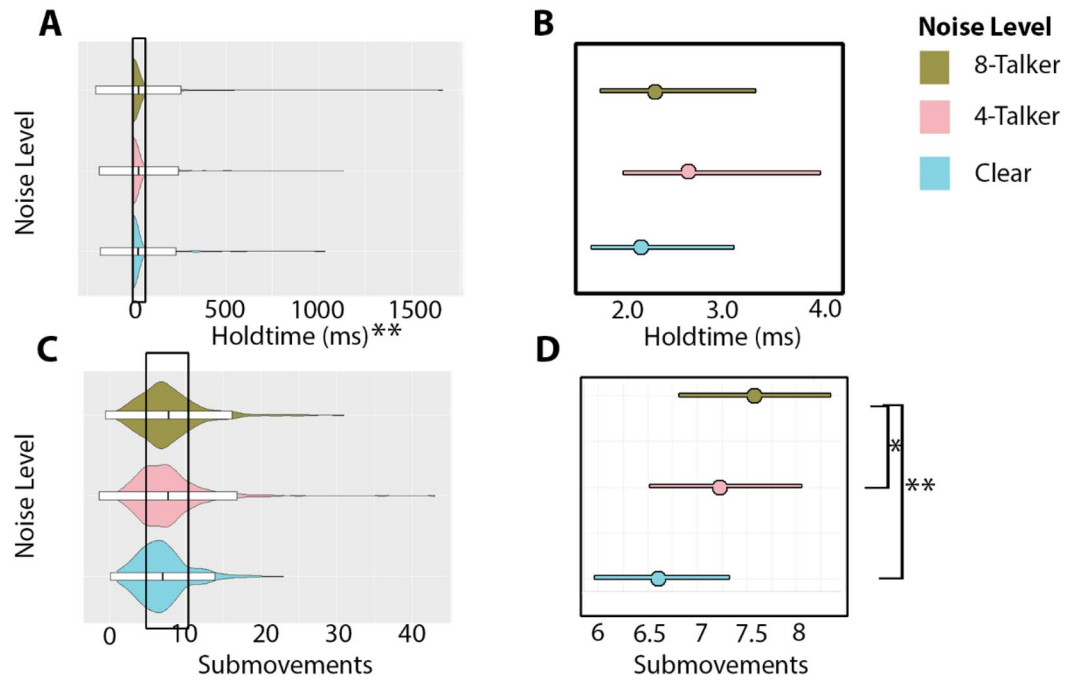 A
Noise Level
0 500 1000 1500
Holdtime (ms)**
B
2.0 3.0 4.0
Holdtime (ms)
Noise Level
8-Talker
4-Talker
Clear
C
Noise Level
0 10 20 30 40
Submovements
D
*
**
6 6.5 7 7.5 8
Submovements